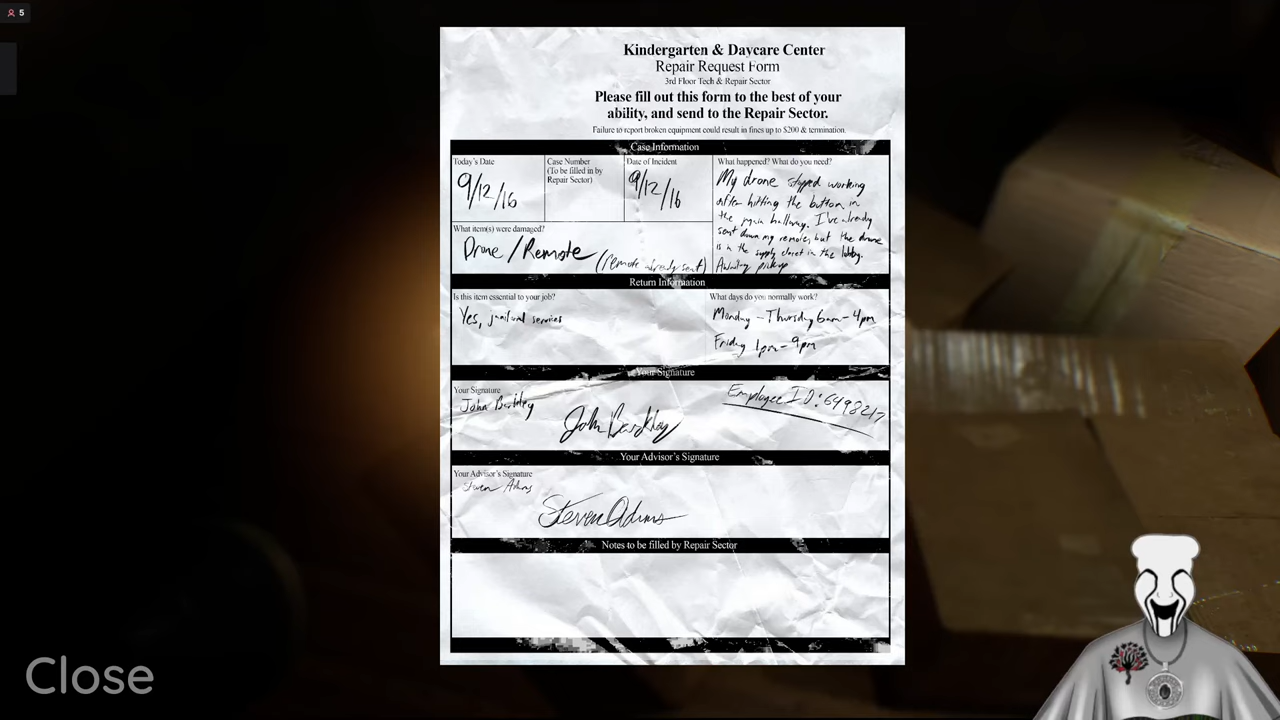 5
Kindergarten & Daycare Center
Repair Request Form
3rd Floor Tech & Repair Sector
Please fill out this form to the best of your
ability, and send to the Repair Sector.
Failure to report broken equipment could result in fines up to $200 & termination.
Case Information
Today's Date
9/12/16
Case Number
(To be filled in by
Repair Sector)
Date of Incident
9/12/16
What happened? What do you need?
My drone stopped working
after hitting the button in
the main hallway. I've already
sent down my remote, but the drone
is in the supply closet in the lobby.
Awaiting pickup
What item(s) were damaged?
Drone / Remote (remote already sent)
Return Information
Is this item essential to your job?
Yes, janitorial services
What days do you normally work?
Monday - Thursday 6am - 4pm
Friday 1pm - 9pm
Your Signature
Your Signature
John Barkley
John Barkley
Employee ID: 6498217
Your Advisor's Signature
Your Advisor's Signature
Steven Adams
Steven Adams
Notes to be filled by Repair Sector
Close